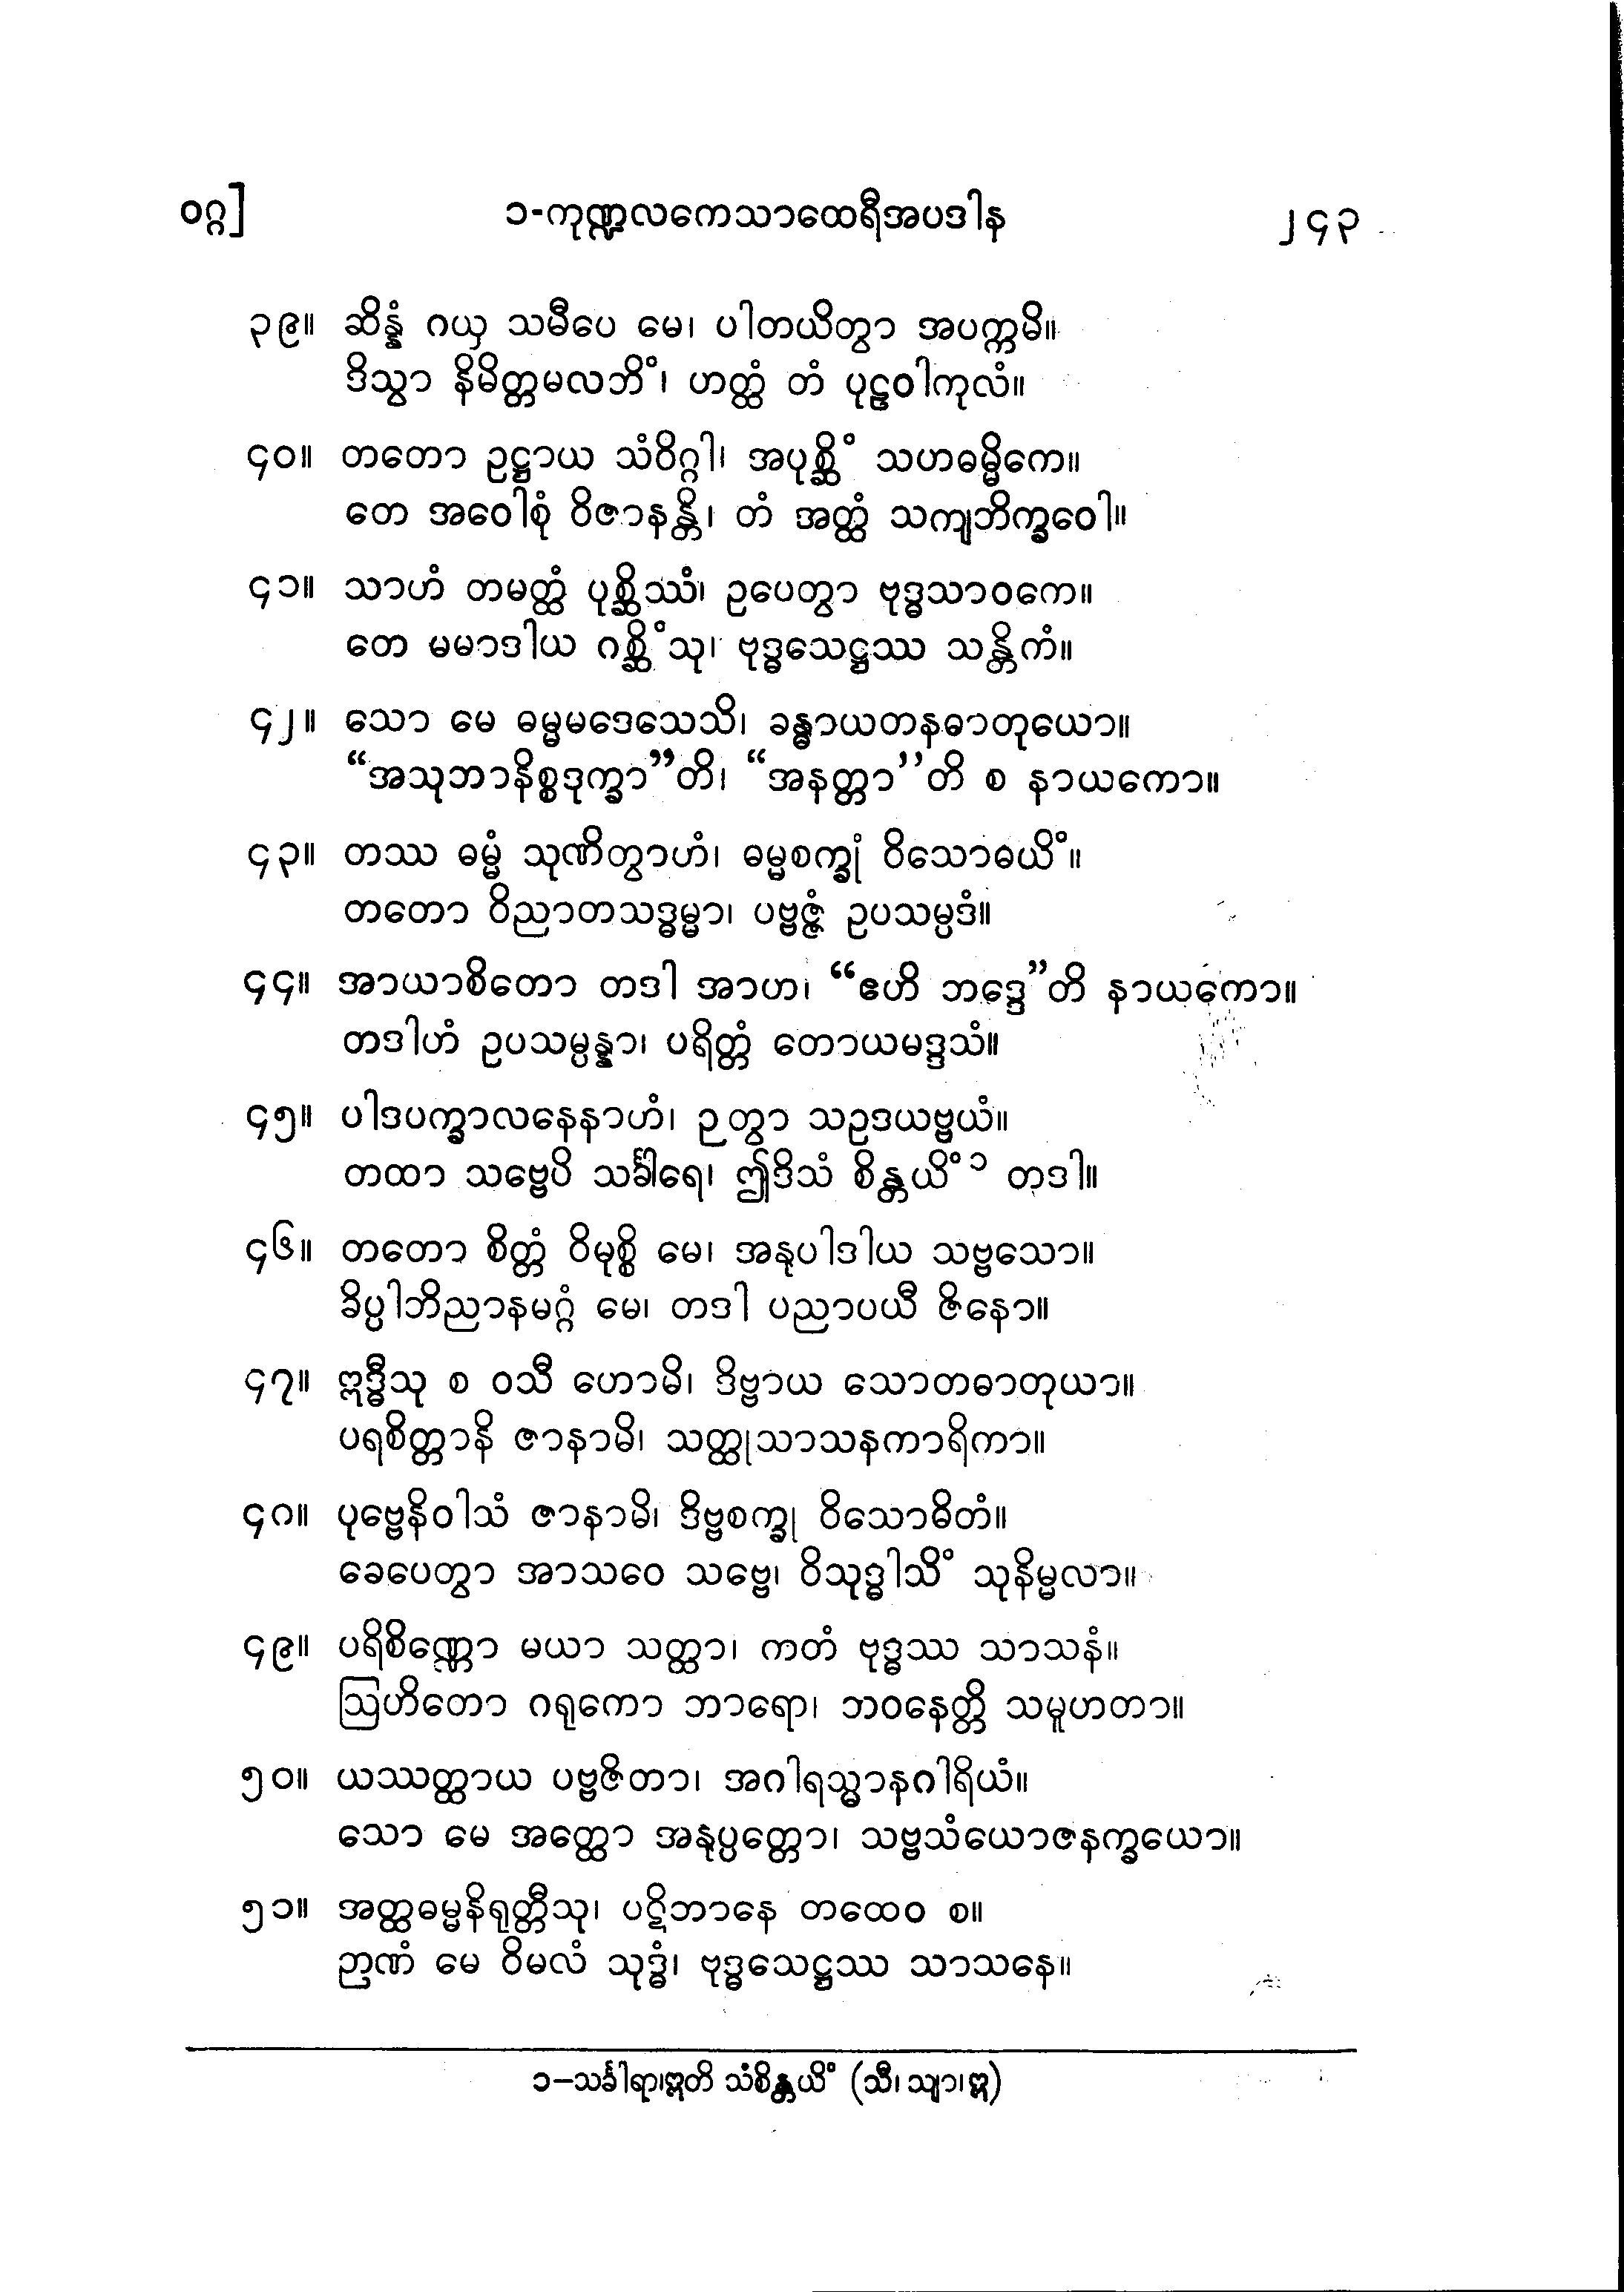 ဝဂ္ဂ] ၁-ကုဏ္ဍလကေသာထေရီအပဒါန ၂၄၃
၃၉။ ဆိန္နံ ဂယှ သမီပေ မေ၊ ပါတယိတွာ အပက္ကမိ။
ဒိသွာ နိမိတ္တမလဘိံ၊ ဟတ္ထံ တံ ပုဠဝါကုလံ။
၄၀။ တတော ဥဋ္ဌာယ သံဝိဂ္ဂါ၊ အပုစ္ဆိံ သဟဓမ္မိကေ။
တေ အဝေါစုံ ဝိဇာနန္တိ၊ တံ အတ္ထံ သကျဘိက္ခဝေါ။
၄၁။ သာဟံ တမတ္ထံ ပုစ္ဆိဿံ၊ ဥပေတွာ ဗုဒ္ဓသာဝကေ။
တေ မမာဒါယ ဂစ္ဆိံသု၊ ဗုဒ္ဓသေဋ္ဌဿ သန္တိကံ။
၄၂။ သော မေ ဓမ္မမဒေသေသိ၊ ခန္ဓာယတနဓာတုယော။
“အသုဘာနိစ္စဒုက္ခာ”တိ၊ “အနတ္တာ’’တိ စ နာယကော။
၄၃။ တဿ ဓမ္မံ သုဏိတွာဟံ၊ ဓမ္မစက္ခုံ ဝိသောဓယိံ။
တတော ဝိညာတသဒ္ဓမ္မာ၊ ပဗ္ဗဇ္ဇံ ဥပသမ္ပဒံ။
၄၄။ အာယာစိတော တဒါ အာဟ၊ “ဧဟိ ဘဒ္ဒေ”တိ နာယကော။
တဒါဟံ ဥပသမ္ပန္နာ၊ ပရိတ္တံ တောယမဒ္ဒသံ။
၄၅။ ပါဒပက္ခာလနေနာဟံ၊ ဉတွာ သဥဒယဗ္ဗယံ။
တထာ သဗ္ဗေပိ သင်္ခါရေ၊ ဤဒိသံ စိန္တယိံ ၁ တဒါ။
၄၆။ တတော စိတ္တံ ဝိမုစ္စိ မေ၊ အနုပါဒါယ သဗ္ဗသော။
ခိပ္ပါဘိညာနမဂ္ဂံ မေ၊ တဒါ ပညာပယီ ဇိနော။
၄၇။ ဣဒ္ဓီသု စ ဝသီ ဟောမိ၊ ဒိဗ္ဗာယ သောတဓာတုယာ။
ပရစိတ္တာနိ ဇာနာမိ၊ သတ္ထုသာသနကာရိကာ။
၄၈။ ပုဗ္ဗေနိဝါသံ ဇာနာမိ၊ ဒိဗ္ဗစက္ခု ဝိသောဓိတံ။
ခေပေတွာ အာသဝေ သဗ္ဗေ၊ ဝိသုဒ္ဓါသိံ သုနိမ္မလာ။
၄၉။ ပရိစိဏ္ဏော မယာ သတ္ထာ၊ ကတံ ဗုဒ္ဓဿ သာသနံ။
ဩဟိတော ဂရုကော ဘာရော၊ ဘဝနေတ္တိ သမူဟတာ။
၅၀။ ယဿတ္ထာယ ပဗ္ဗဇိတာ၊ အဂါရသ္မာနဂါရိယံ။
သော မေ အတ္ထော အနုပ္ပတ္တော၊ သဗ္ဗသံယောဇနက္ခယော။
၅၁။ အတ္ထဓမ္မနိရုတ္တီသု၊ ပဋိဘာနေ တထေဝ စ။
ဉာဏံ မေ ဝိမလံ သုဒ္ဓံ၊ ဗုဒ္ဓသေဋ္ဌဿ သာသနေ။
၁–သင်္ခါရာ၊ဣတိ သံစိန္တယိံ (သီ၊ သျာ၊ ဣ)